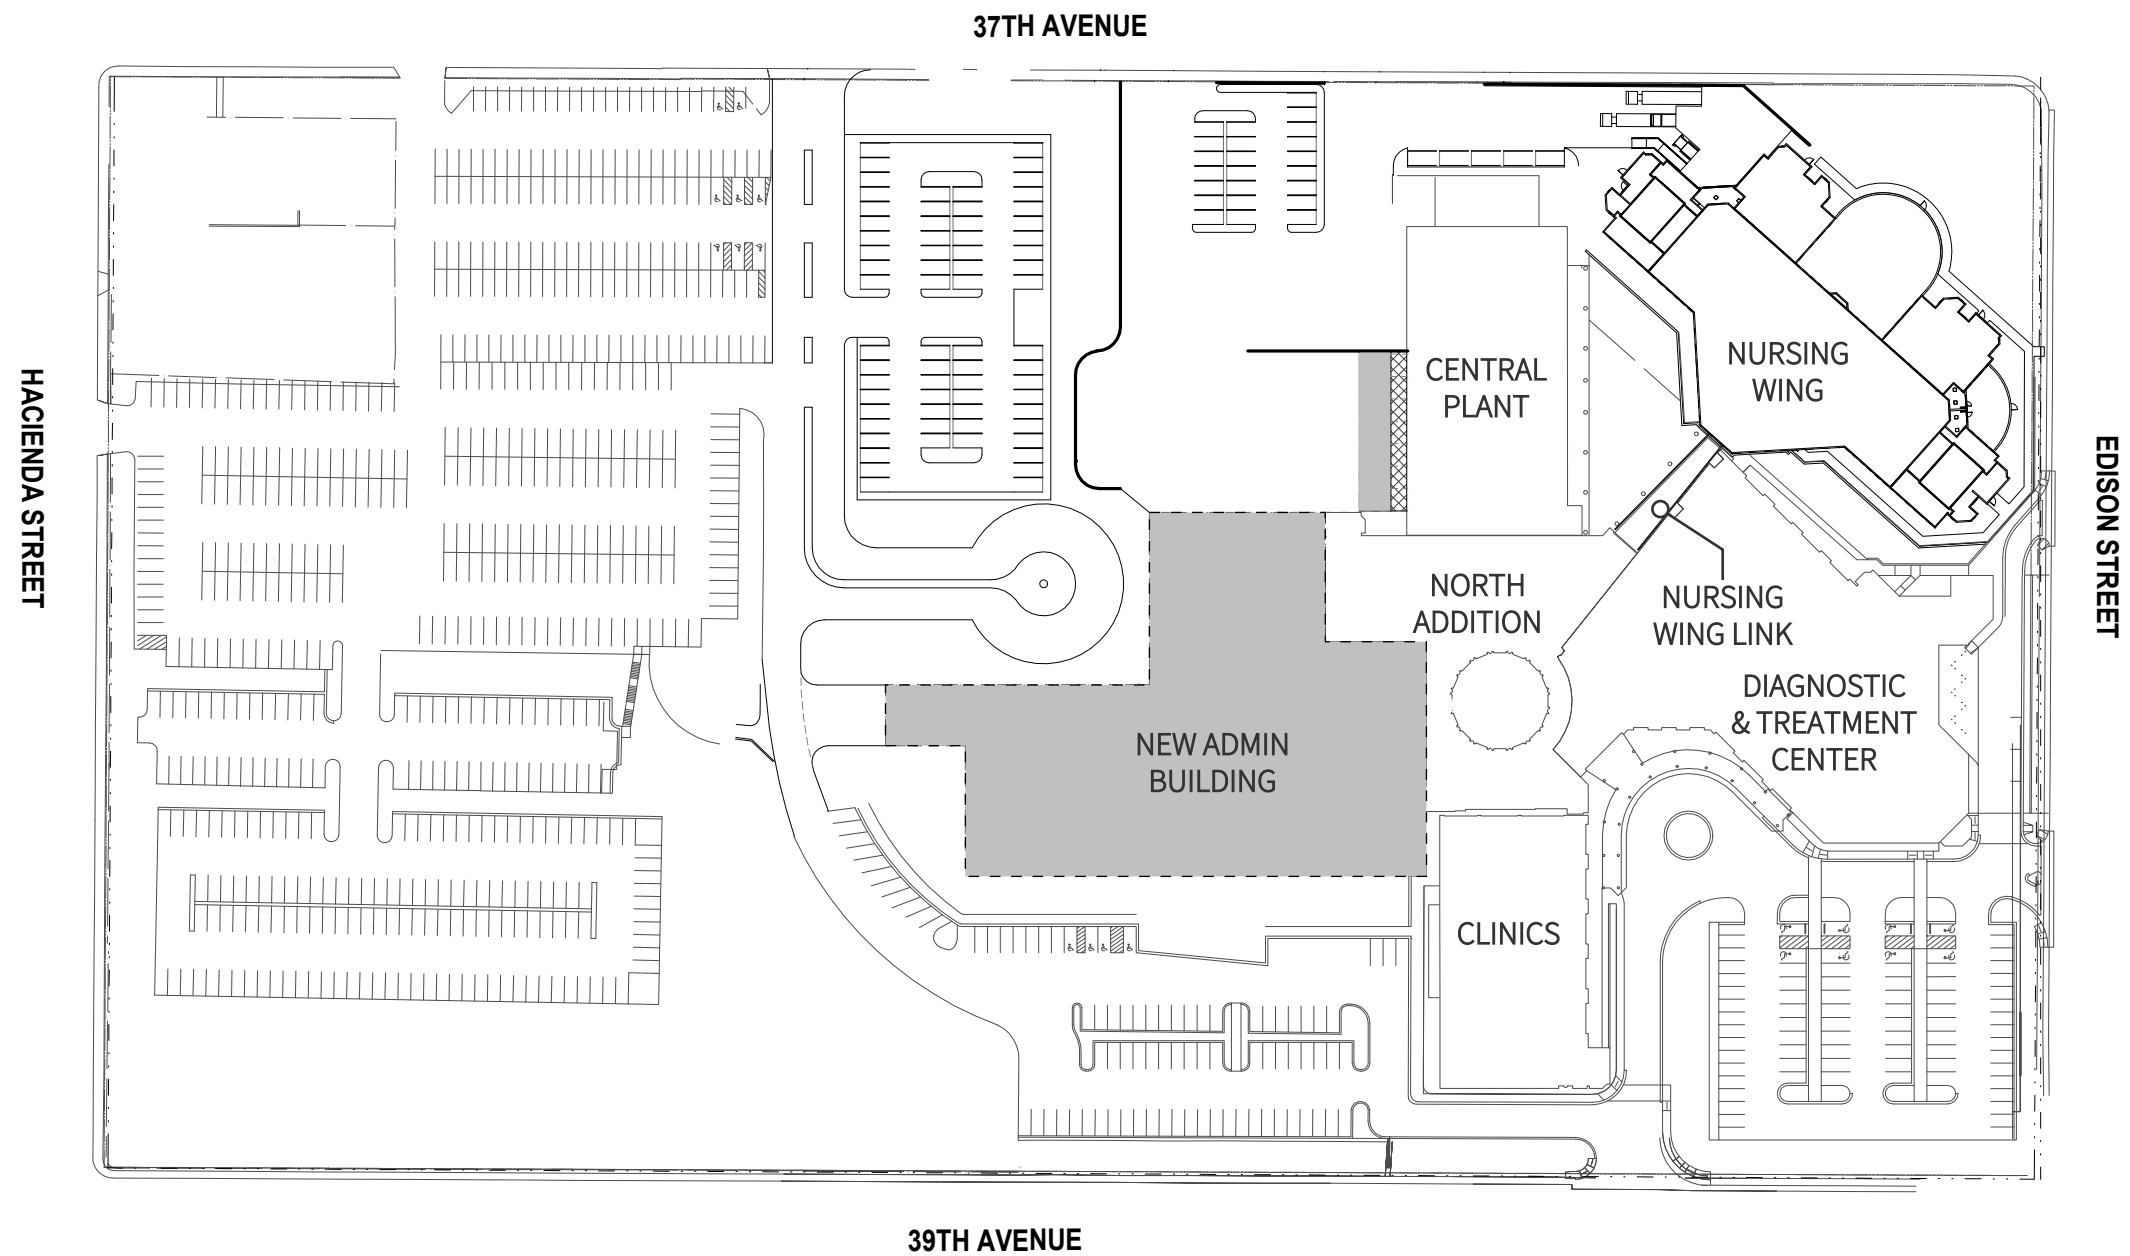 37TH AVENUE
HACIENDA STREET
EDISON STREET
CENTRAL
PLANT
NURSING
WING
NORTH
ADDITION
NURSING
WING LINK
DIAGNOSTIC
& TREATMENT
CENTER
NEW ADMIN
BUILDING
CLINICS
39TH AVENUE